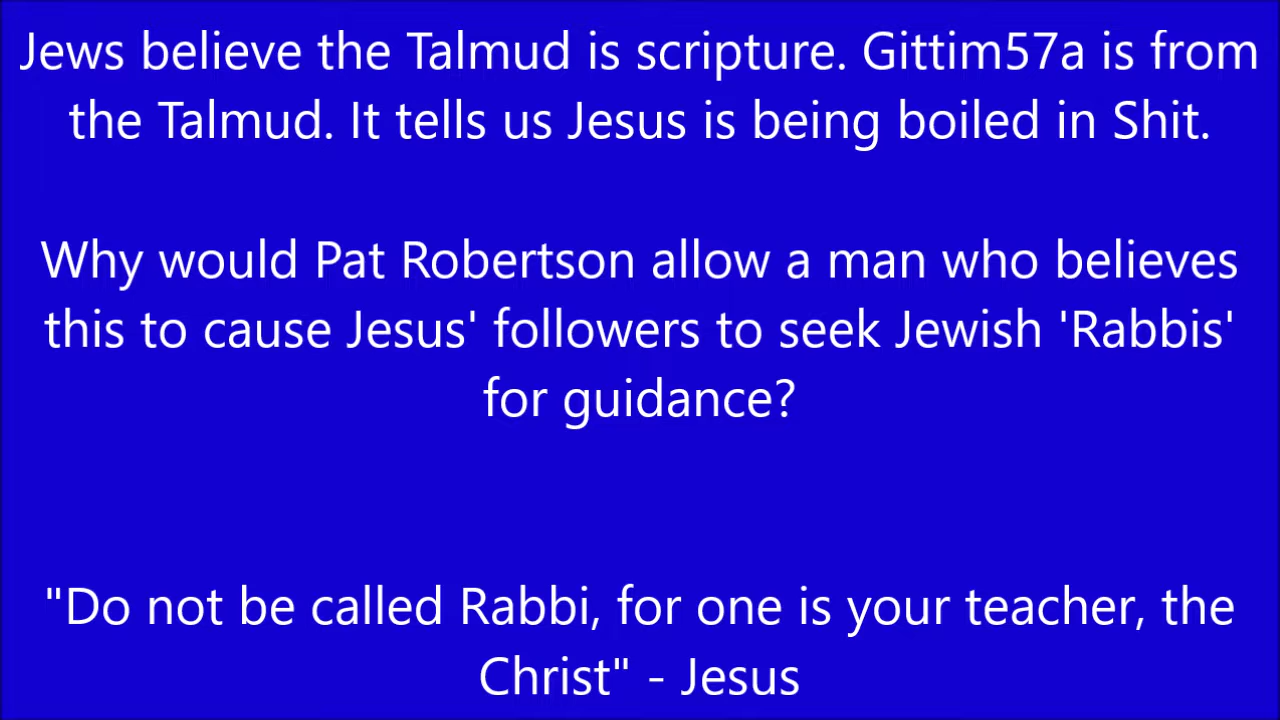 Jews believe the Talmud is scripture. Gittim57a is from
the Talmud. It tells us Jesus is being boiled in Shit.
Why would Pat Robertson allow a man who believes
this to cause Jesus' followers to seek Jewish 'Rabbis'
for guidance?
"Do not be called Rabbi, for one is your teacher, the
Christ" - Jesus